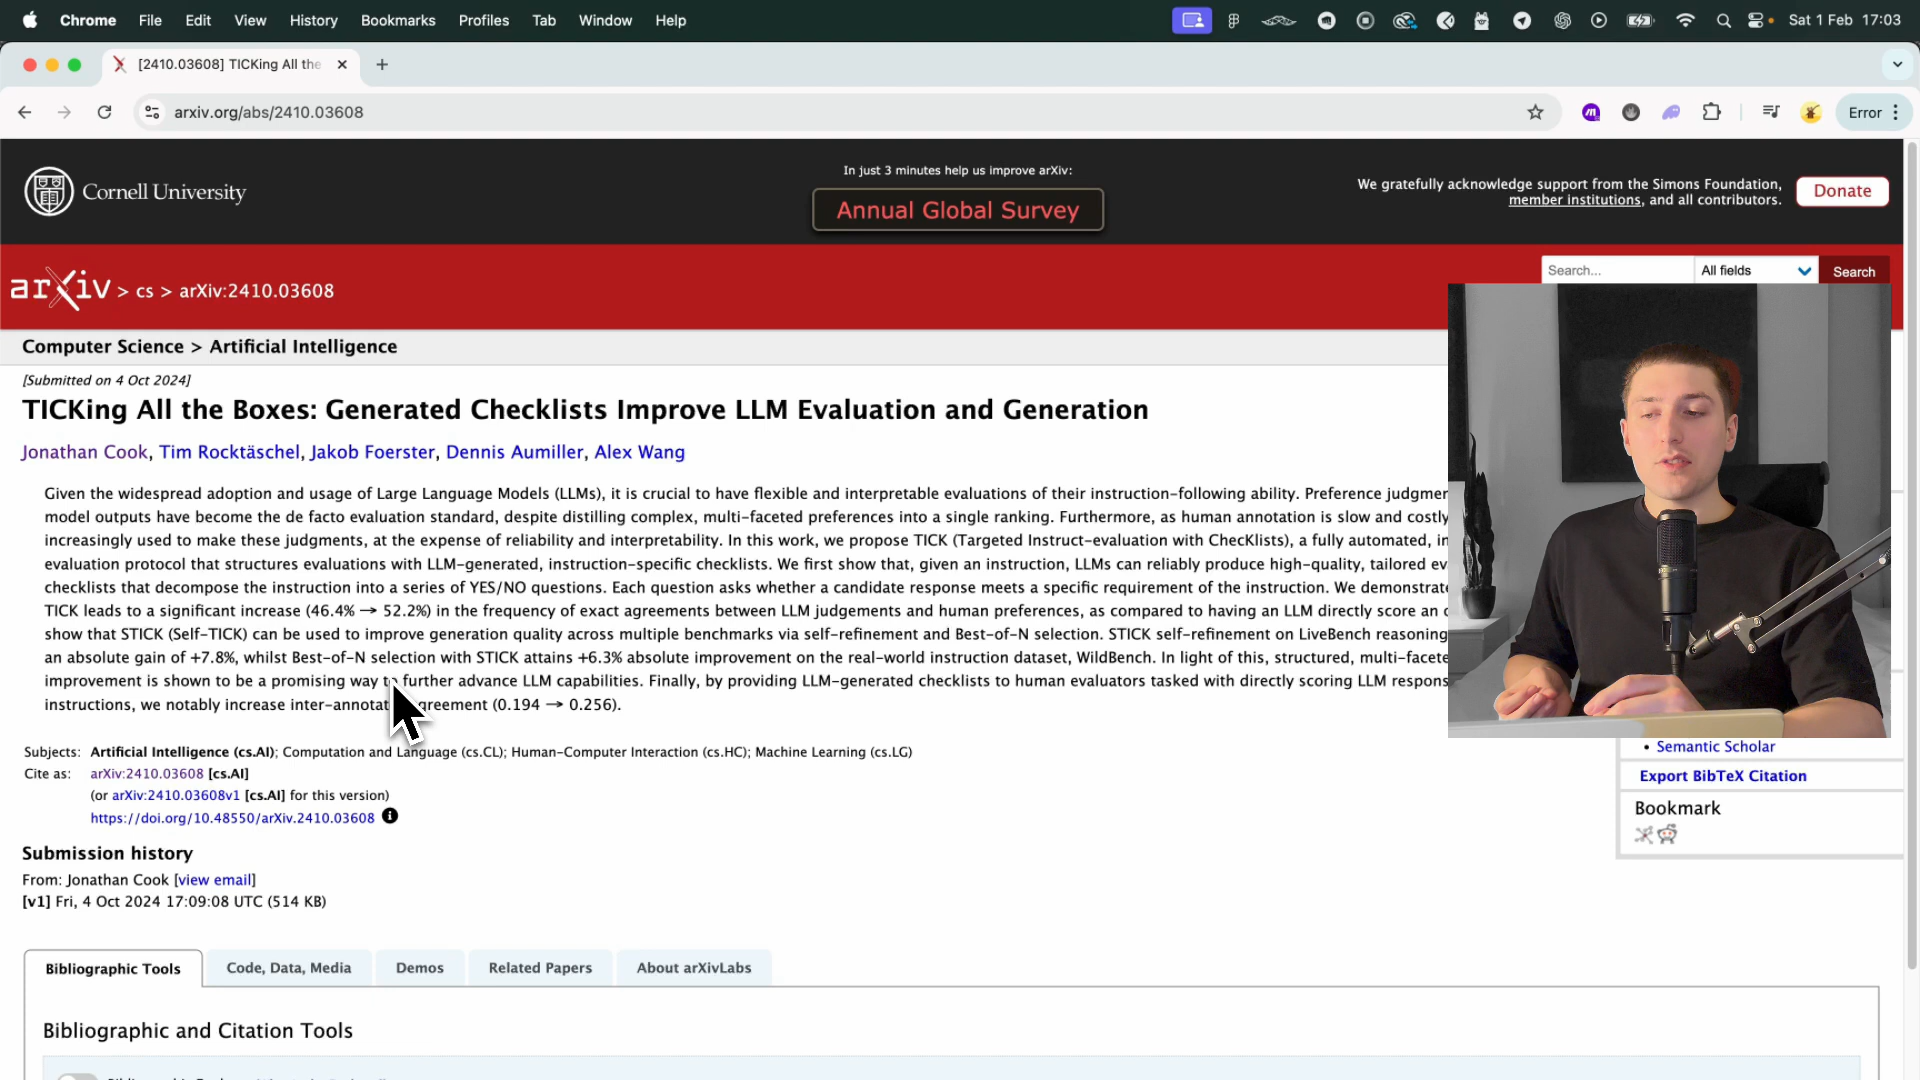 Chrome File Edit View History Bookmarks Profiles Tab Window Help Sat 1 Feb 17:03
[2410.03608] TICKing All the
arxiv.org/abs/2410.03608 Error
Cornell University
In just 3 minutes help us improve arXiv:
Annual Global Survey
We gratefully acknowledge support from the Simons Foundation,
member institutions, and all contributors.
Donate
arXiv > cs > arXiv:2410.03608
Search... All fields Search
Computer Science > Artificial Intelligence
[Submitted on 4 Oct 2024]
TICKing All the Boxes: Generated Checklists Improve LLM Evaluation and Generation
Jonathan Cook, Tim Rocktäschel, Jakob Foerster, Dennis Aumiller, Alex Wang
Given the widespread adoption and usage of Large Language Models (LLMs), it is crucial to have flexible and interpretable evaluations of their instruction-following ability. Preference
model outputs have become the de facto evaluation standard, despite distilling complex, multi-faceted preferences into a single ranking. Furthermore, as human annotation is slow and costly
increasingly used to make these judgments, at the expense of reliability and interpretability. In this work, we propose TICK (Targeted Instruct-evaluation with ChecKlists), a fully automated,
evaluation protocol that structures evaluations with LLM-generated, instruction-specific checklists. We first show that, given an instruction, LLMs can reliably produce high-quality, tailored
checklists that decompose the instruction into a series of YES/NO questions. Each question asks whether a candidate response meets a specific requirement of the instruction. We
TICK leads to a significant increase (46.4% → 52.2%) in the frequency of exact agreements between LLM judgements and human preferences, as compared to having an LLM directly score an
show that STICK (Self-TICK) can be used to improve generation quality across multiple benchmarks via self-refinement and Best-of-N selection. STICK self-refinement on LiveBench reasoning
an absolute gain of +7.8%, whilst Best-of-N selection with STICK attains +6.3% absolute improvement on the real-world instruction dataset, WildBench. In light of this, structured,
improvement is shown to be a promising way to further advance LLM capabilities. Finally, by providing LLM-generated checklists to human evaluators tasked with directly scoring LLM
instructions, we notably increase (0.194 → 0.256).
Subjects: Artificial Intelligence (cs.AI); Computation and Language (cs.CL); Human-Computer Interaction (cs.HC); Machine Learning (cs.LG)
Cite as: arXiv:2410.03608 [cs.AI]
(or arXiv:2410.03608v1 [cs.AI] for this version)
https://doi.org/10.48550/arXiv.2410.03608
Semantic Scholar
Export BibTeX Citation
Bookmark
Submission history
From: Jonathan Cook [view email]
[v1] Fri, 4 Oct 2024 17:09:08 UTC (514 KB)
Bibliographic Tools Code, Data, Media Demos Related Papers About arXivLabs
Bibliographic and Citation Tools